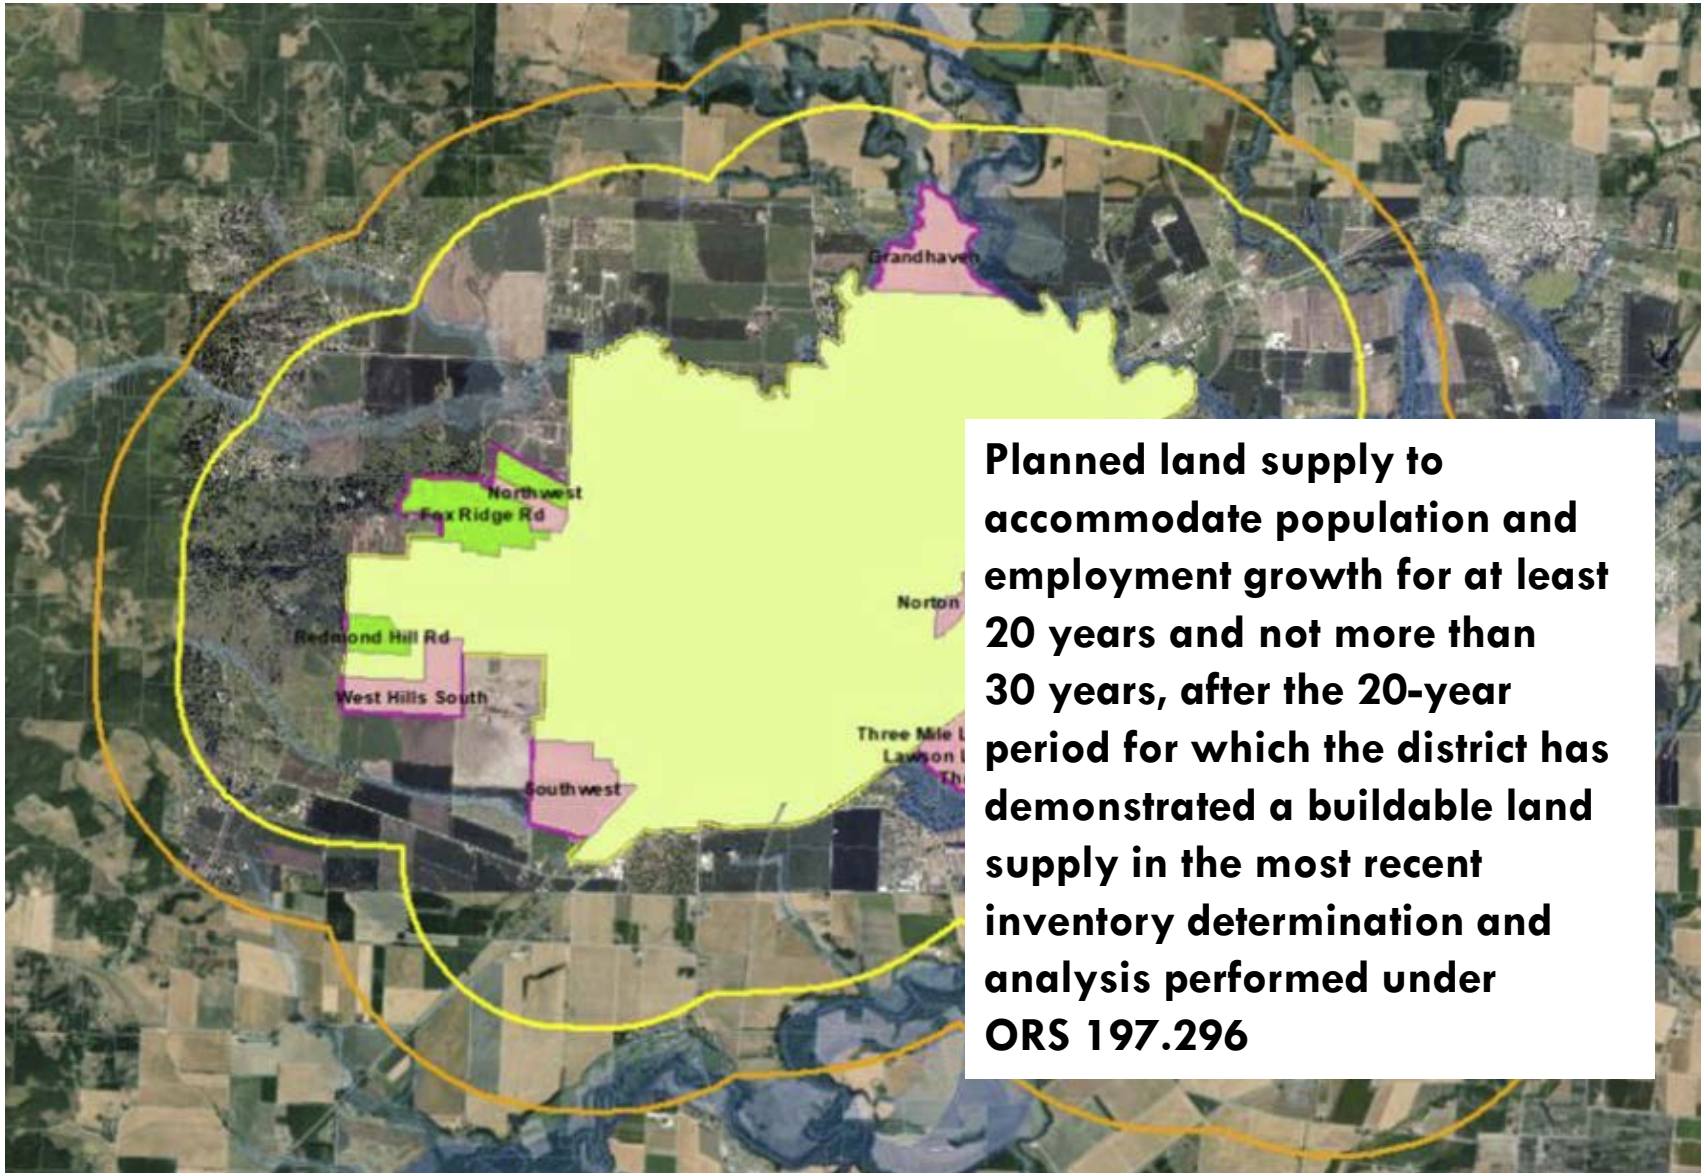 Grandhaven
Northwest
Fox Ridge Rd
Norton
Redmond Hill Rd
West Hills South
Three Mile L
Lawson L
Th
Southwest
Planned land supply to
accommodate population and
employment growth for at least
20 years and not more than
30 years, after the 20-year
period for which the district has
demonstrated a buildable land
supply in the most recent
inventory determination and
analysis performed under
ORS 197.296